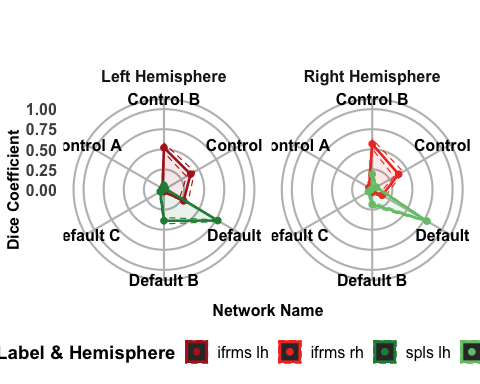 Left Hemisphere
Right Hemisphere
Control B
Control B
1.00
0.75
0.50
0.25
0.00
Dice Coefficient
ontrol A
Control
ontrol A
Control
efault C
Default
efault C
Default
Default B
Default B
Network Name
Label & Hemisphere
ifrms lh
ifrms rh
spls lh